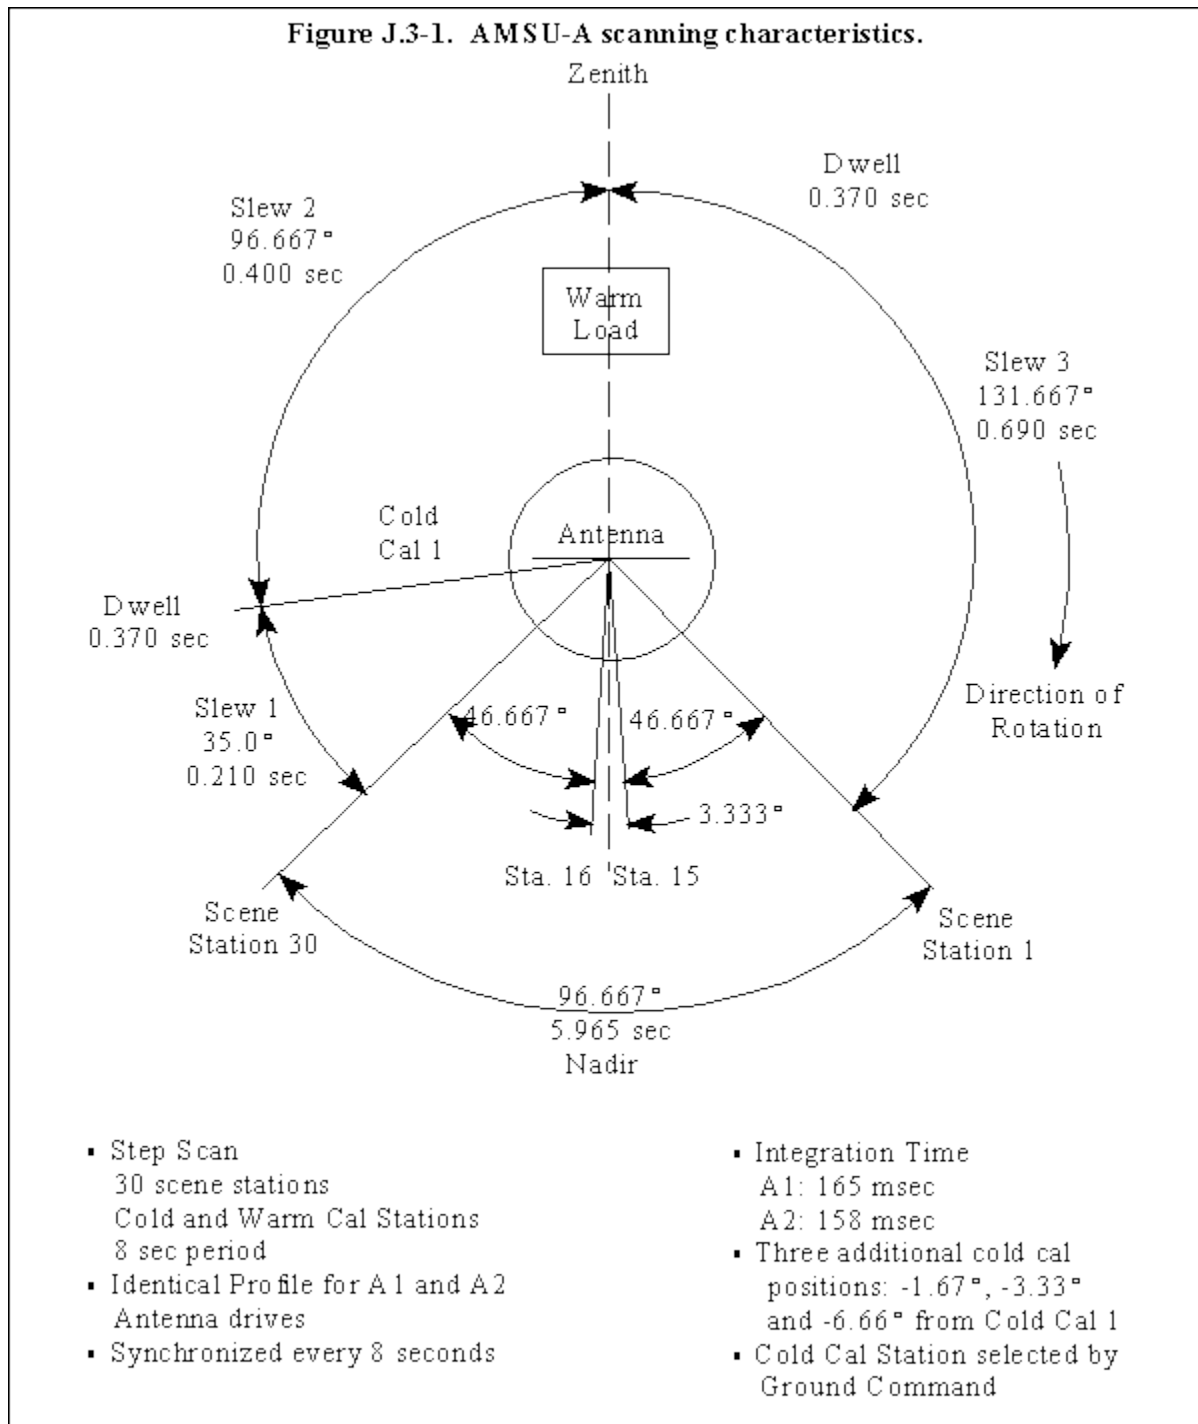 Figure J.3-1. AMSU-A scanning characteristics.
Zenith
Dwell
0.370 sec
Slew 2
96.667°
0.400 sec
Warm
Load
Slew 3
131.667°
0.690 sec
Cold
Cal 1
Antenna
Dwell
0.370 sec
Direction of
Rotation
Slew 1
35.0°
0.210 sec
46.667°
46.667°
3.333°
Sta. 16
Sta. 15
Scene
Station 30
Scene
Station 1
96.667°
5.965 sec
Nadir
▪ Step Scan
30 scene stations
Cold and Warm Cal Stations
8 sec period
▪ Identical Profile for A1 and A2
Antenna drives
▪ Synchronized every 8 seconds
▪ Integration Time
A1: 165 msec
A2: 158 msec
▪ Three additional cold cal
positions: -1.67°, -3.33°
and -6.66° from Cold Cal 1
▪ Cold Cal Station selected by
Ground Command